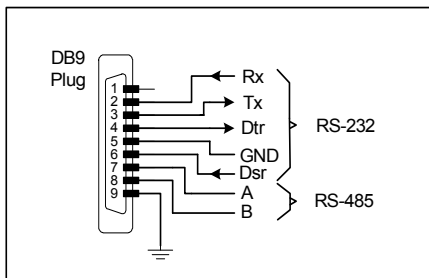 DB9
Plug
1
2
3
4
5
6
7
8
9
Rx
Tx
Dtr
GND
Dsr
A
B
RS-232
RS-485